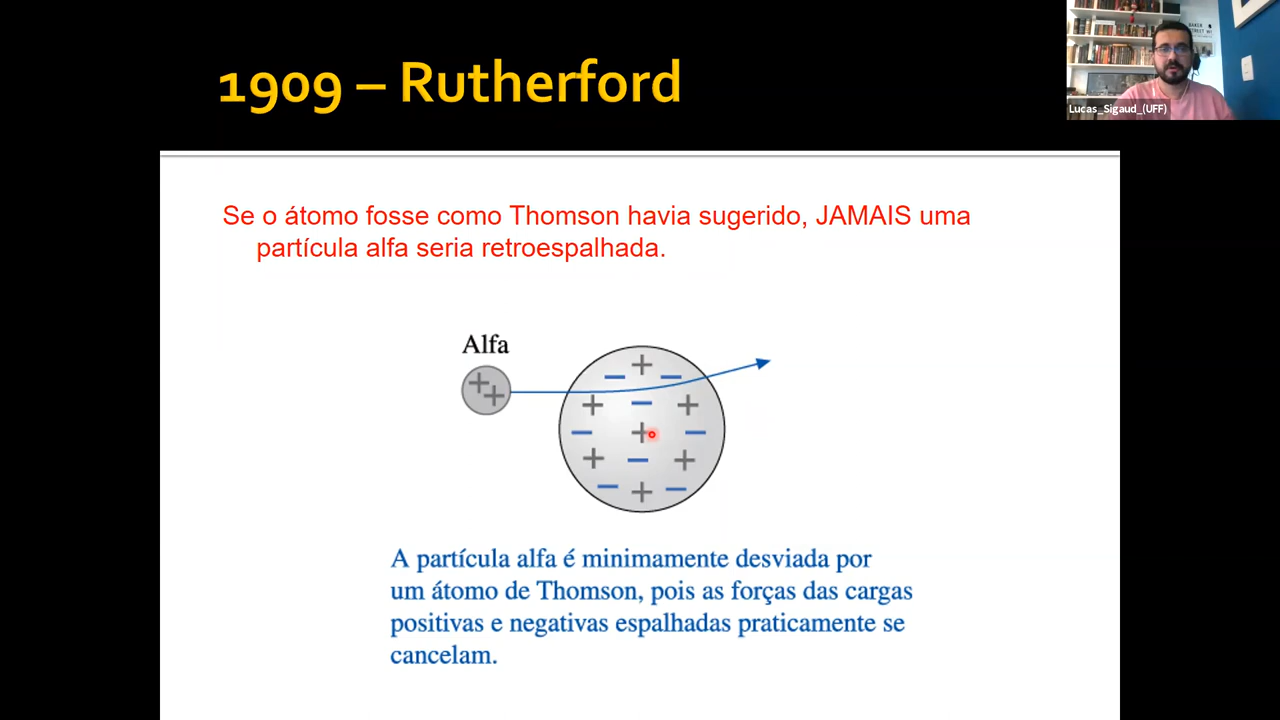 1909 – Rutherford
BAKER
STREET
Lucas_Sigaud_(UFF)
Se o átomo fosse como Thomson havia sugerido, JAMAIS uma
partícula alfa seria retroespalhada.
Alfa
A partícula alfa é minimamente desviada por
um átomo de Thomson, pois as forças das cargas
positivas e negativas espalhadas praticamente se
cancelam.